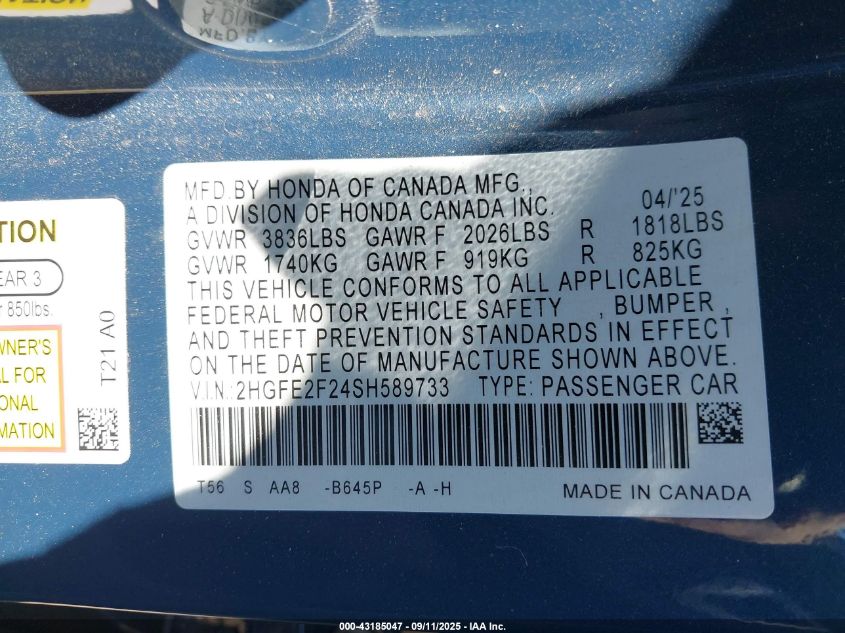 MFD.BY HONDA OF CANADA MFG., 04/'25
A DIVISION OF HONDA CANADA INC.
GVWR 3836LBS GAWR F 2026LBS R 1818LBS
GVWR 1740KG GAWR F 919KG R 825KG
THIS VEHICLE CONFORMS TO ALL APPLICABLE
FEDERAL MOTOR VEHICLE SAFETY , BUMPER ,
AND THEFT PREVENTION STANDARDS IN EFFECT
ON THE DATE OF MANUFACTURE SHOWN ABOVE.
V.I.N.:2HGFE2F24SH589733 TYPE: PASSENGER CAR
T56 S AA8 -B645P -A -H MADE IN CANADA
EAR 3
850lbs.
T21 A0
WNER'S
FOR
ONAL
MATION
000-43185047 - 09/11/2025 - IAA Inc.